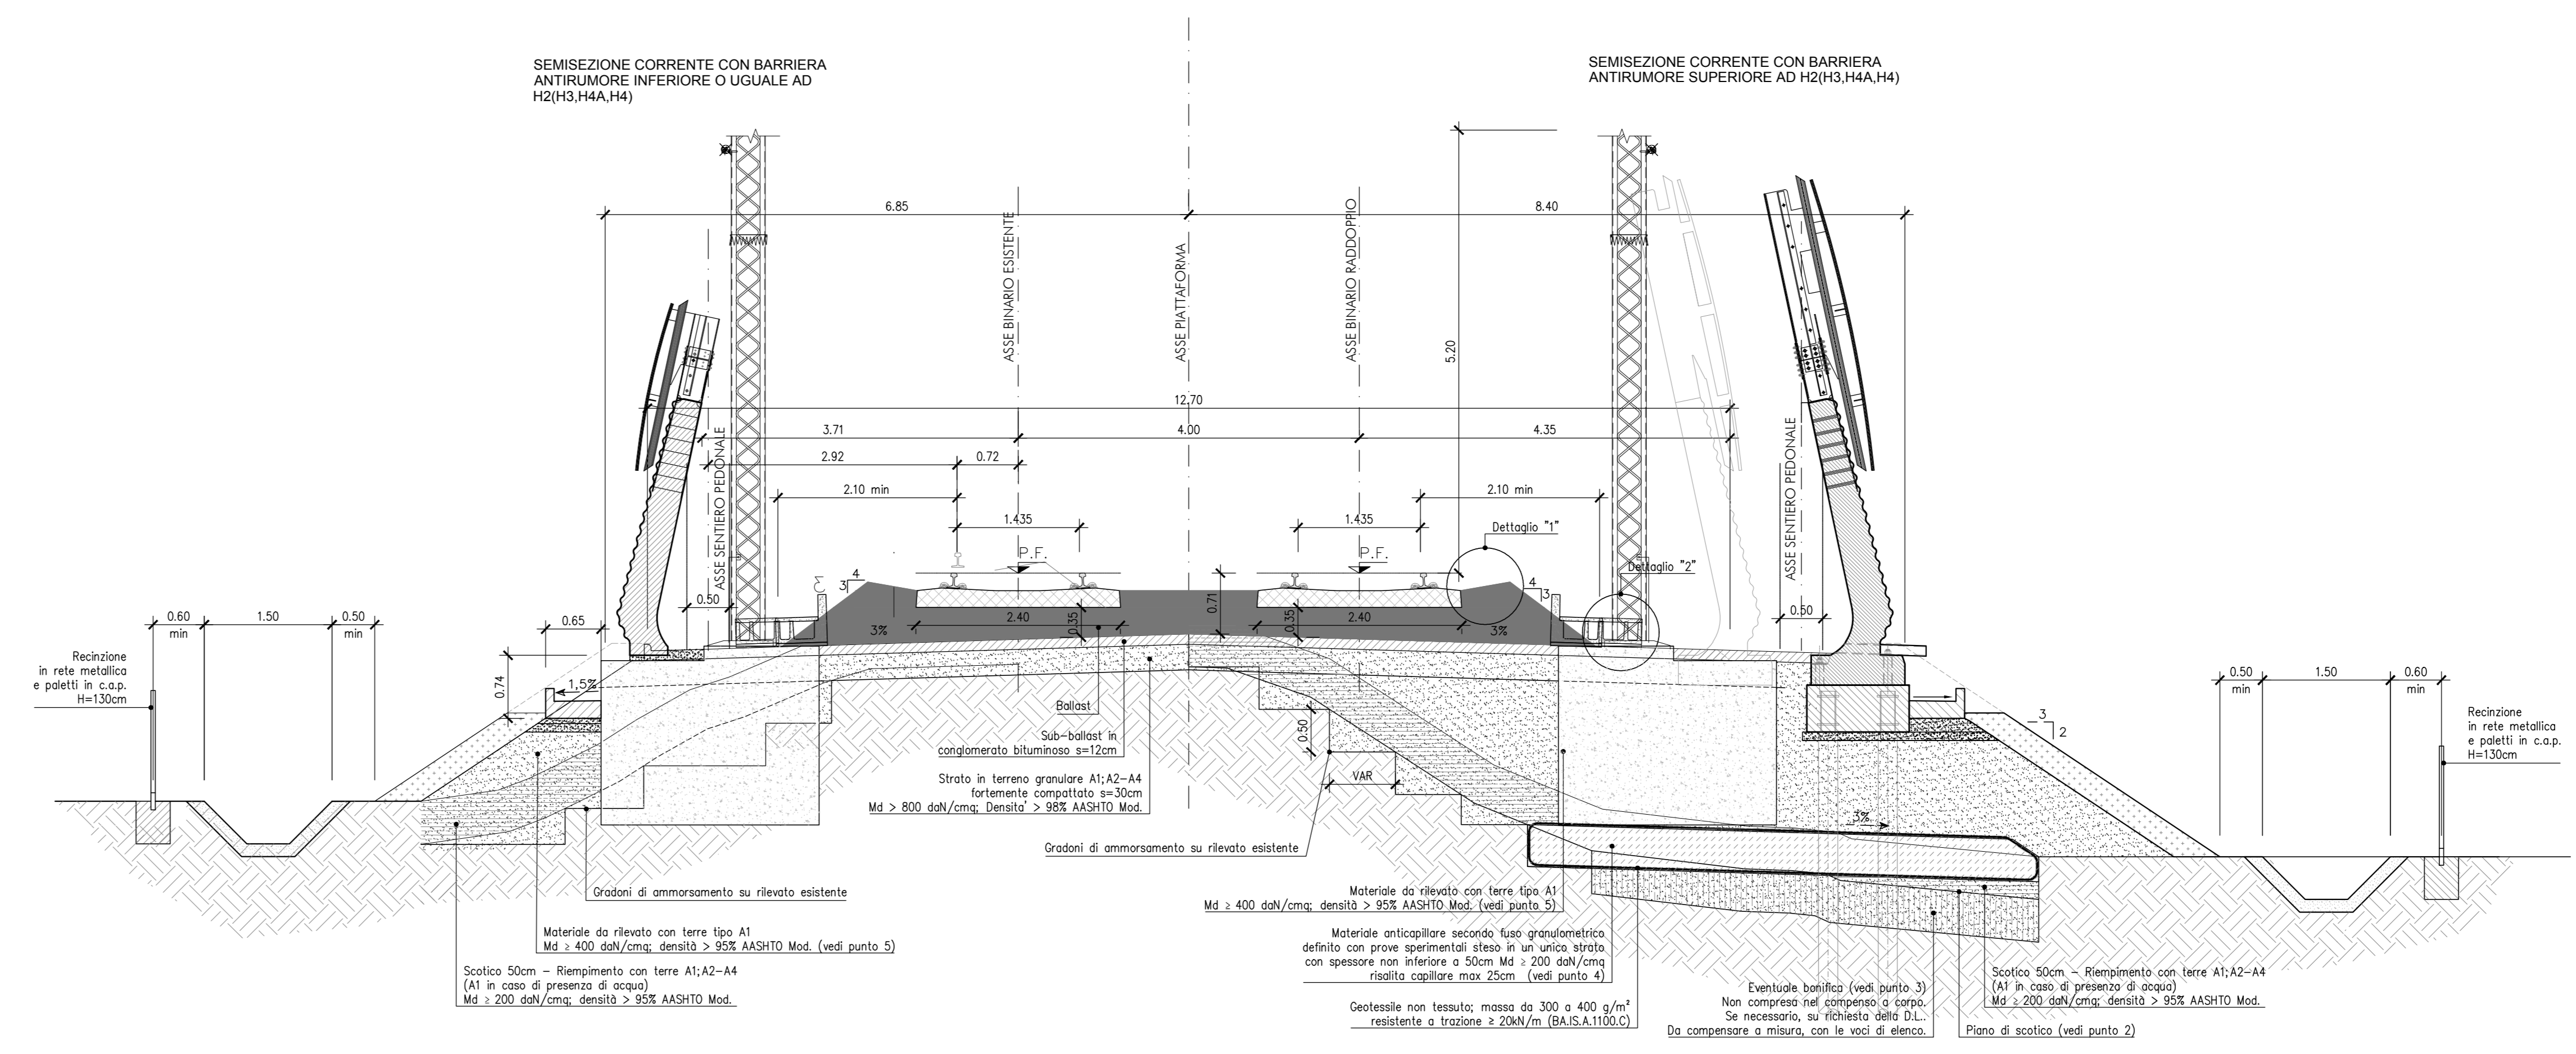 SEMISEZIONE CORRENTE CON BARRIERA
ANTIRUMORE INFERIORE O UGUALE AD
H2(H3,H4A,H4)
SEMISEZIONE CORRENTE CON BARRIERA
ANTIRUMORE SUPERIORE AD H2(H3,H4A,H4)
6.85
8.40
ASSE BINARIO ESISTENTE
ASSE PIATTAFORMA
ASSE BINARIO RADDOPPIO
5.20
12.70
3.71
4.00
4.35
2.92
0.72
ASSE SENTIERO PEDONALE
ASSE SENTIERO PEDONALE
2.10 min
2.10 min
1.435
1.435
Dettaglio "1"
P.F.
P.F.
Dettaglio "2"
3
4
3
4
3
0.50
0.71
0.50
0.35
0.35
2.40
2.40
3%
3%
0.60
min
1.50
0.50
min
0.65
0.74
1,5%
Recinzione
in rete metallica
e paletti in c.a.p.
H=130cm
0.50
min
1.50
0.60
min
3
2
Recinzione
in rete metallica
e paletti in c.a.p.
H=130cm
Ballast
Sub-ballast in
conglomerato bituminoso s=12cm
Strato in terreno granulare A1;A2-A4
fortemente compattato s=30cm
Md > 800 daN/cmq; Densita' > 98% AASHTO Mod.
0.50
VAR
3%
Gradoni di ammorsamento su rilevato esistente
Gradoni di ammorsamento su rilevato esistente
Materiale da rilevato con terre tipo A1
Md ≥ 400 daN/cmq; densità > 95% AASHTO Mod. (vedi punto 5)
Scotico 50cm - Riempimento con terre A1;A2-A4
(A1 in caso di presenza di acqua)
Md ≥ 200 daN/cmq; densità > 95% AASHTO Mod.
Materiale da rilevato con terre tipo A1
Md ≥ 400 daN/cmq; densità > 95% AASHTO Mod. (vedi punto 5)
Materiale anticapillare secondo fuso granulometrico
definito con prove sperimentali steso in un unico strato
con spessore non inferiore a 50cm Md ≥ 200 daN/cmq
risalita capillare max 25cm (vedi punto 4)
Geotessile non tessuto; massa da 300 a 400 g/m²
resistente a trazione ≥ 20kN/m (BA.IS.A.1100.C)
Eventuale bonifica (vedi punto 3)
Non compresa nel compenso a corpo.
Se necessario, su richiesta della D.L..
Da compensare a misura, con le voci di elenco.
Scotico 50cm - Riempimento con terre A1;A2-A4
(A1 in caso di presenza di acqua)
Md ≥ 200 daN/cmq; densità > 95% AASHTO Mod.
Piano di scotico (vedi punto 2)